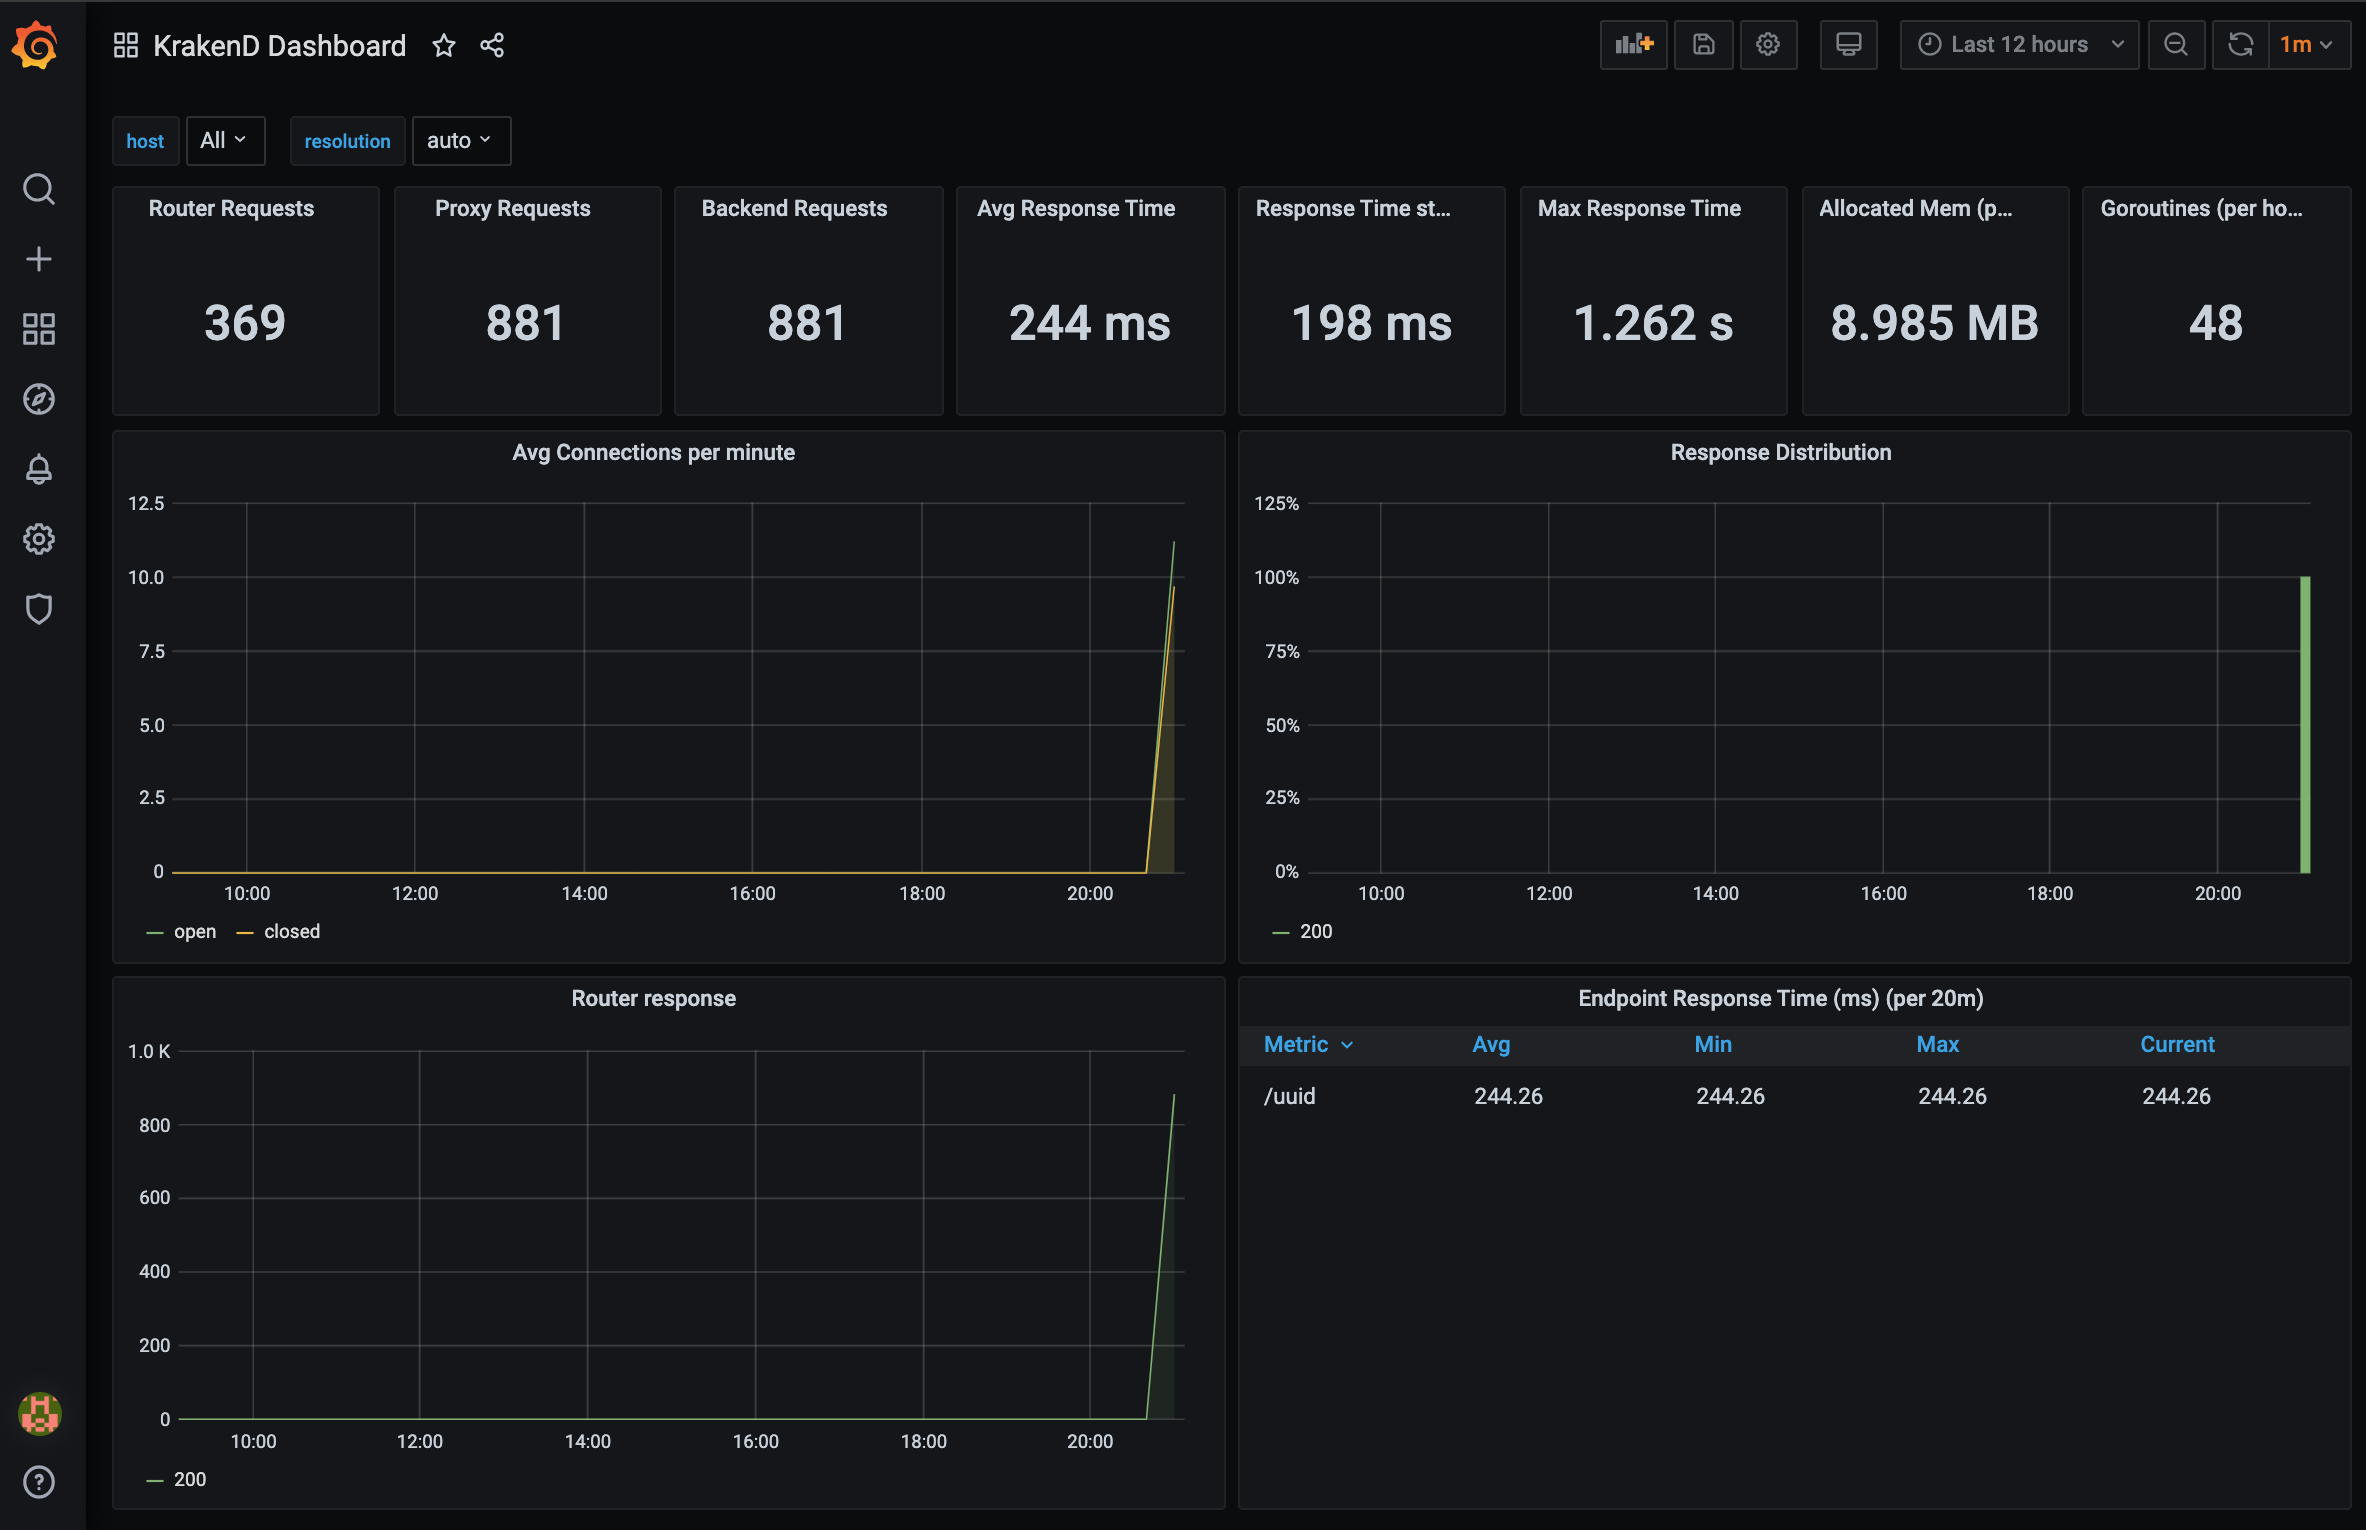 KrakenD Dashboard
Last 12 hours
1m
host All resolution auto
Router Requests
369
Proxy Requests
881
Backend Requests
881
Avg Response Time
244 ms
Response Time st...
198 ms
Max Response Time
1.262 s
Allocated Mem (p...
8.985 MB
Goroutines (per ho...
48
Avg Connections per minute
12.5
10.0
7.5
5.0
2.5
0
10:00 12:00 14:00 16:00 18:00 20:00
open closed
Response Distribution
125%
100%
75%
50%
25%
0%
10:00 12:00 14:00 16:00 18:00 20:00
200
Router response
1.0 K
800
600
400
200
0
10:00 12:00 14:00 16:00 18:00 20:00
200
Endpoint Response Time (ms) (per 20m)
Metric Avg Min Max Current
/uuid 244.26 244.26 244.26 244.26
?